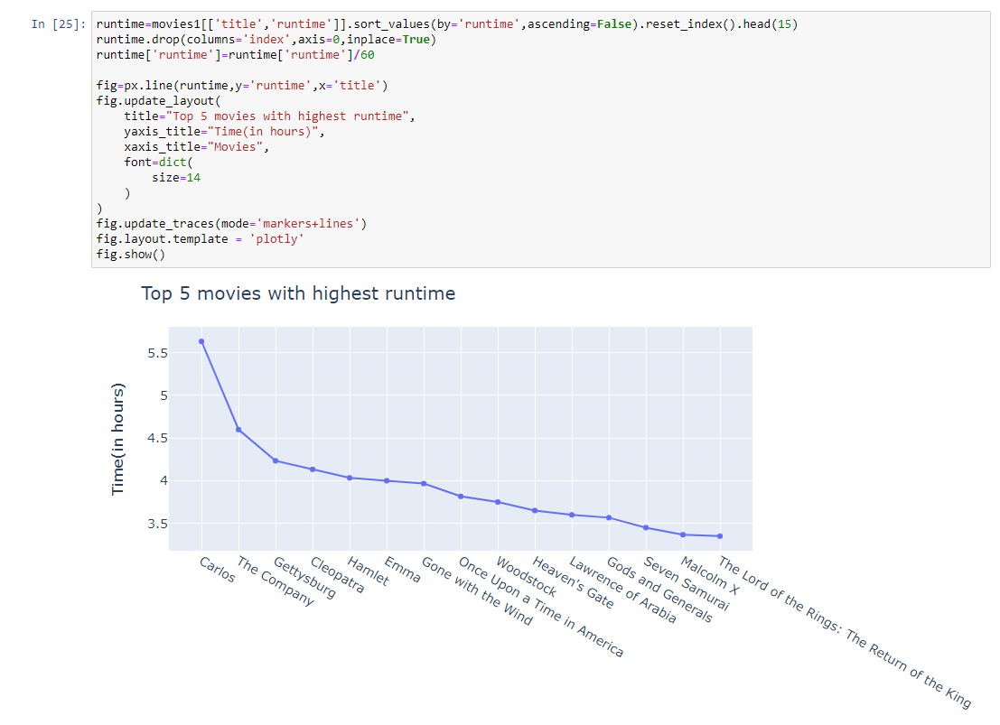 In [25]: runtime=movies1[['title','runtime']].sort_values(by='runtime',ascending=False).reset_index().head(15)
runtime.drop(columns='index',axis=0,inplace=True)
runtime['runtime']=runtime['runtime']/60
fig=px.line(runtime,y='runtime',x='title')
fig.update_layout(
    title="Top 5 movies with highest runtime",
    yaxis_title="Time(in hours)",
    xaxis_title="Movies",
    font=dict(
        size=14
    )
)
fig.update_traces(mode='markers+lines')
fig.layout.template = 'plotly'
fig.show()
Top 5 movies with highest runtime
Time(in hours)
5.5
5
4.5
4
3.5
Carlos
The Company
Gettysburg
Cleopatra
Hamlet
Emma
Gone with the Wind
Once Upon a Time in America
Woodstock
Heaven's Gate
Lawrence of Arabia
Gods and Generals
Seven Samurai
Malcolm X
The Lord of the Rings: The Return of the King